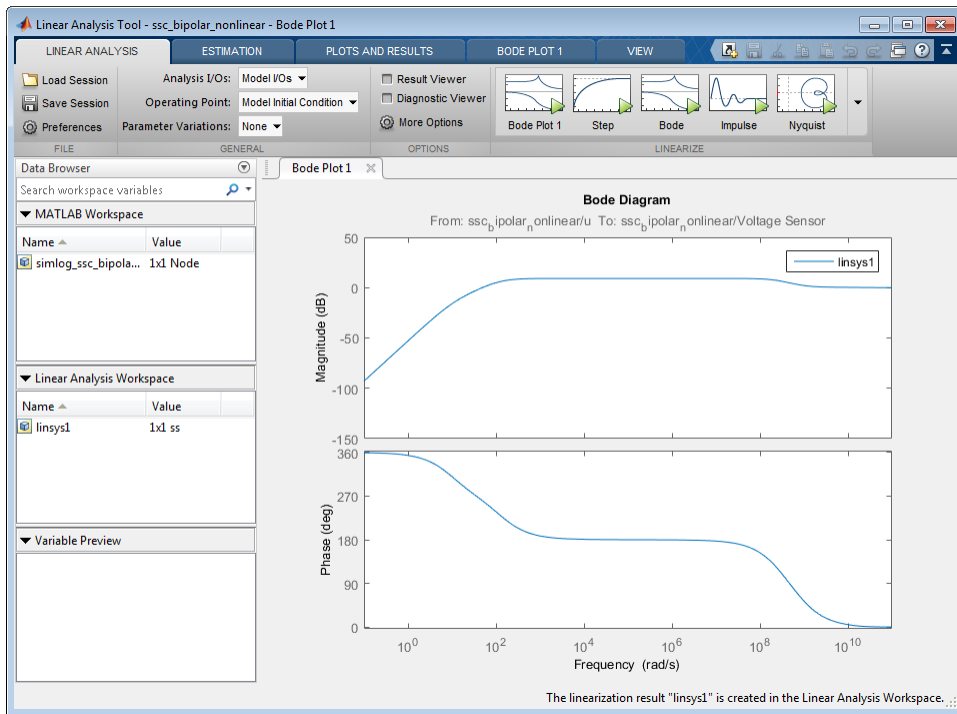 Linear Analysis Tool - ssc_bipolar_nonlinear - Bode Plot 1
LINEAR ANALYSIS ESTIMATION PLOTS AND RESULTS BODE PLOT 1 VIEW
Load Session
Save Session
Preferences
FILE
Analysis I/Os: Model I/Os
Operating Point: Model Initial Condition
Parameter Variations: None
GENERAL
Result Viewer
Diagnostic Viewer
More Options
OPTIONS
Bode Plot 1 Step Bode Impulse Nyquist
LINEARIZE
Data Browser
Search workspace variables
MATLAB Workspace
Name Value
simlog_ssc_bipola... 1x1 Node
Linear Analysis Workspace
Name Value
linsys1 1x1 ss
Variable Preview
Bode Plot 1
Bode Diagram
From: ssc_bipolar_nonlinear/u To: ssc_bipolar_nonlinear/Voltage Sensor
linsys1
Magnitude (dB)
50
0
-50
-100
-150
Phase (deg)
360
270
180
90
0
10^0 10^2 10^4 10^6 10^8 10^10
Frequency (rad/s)
The linearization result "linsys1" is created in the Linear Analysis Workspace.